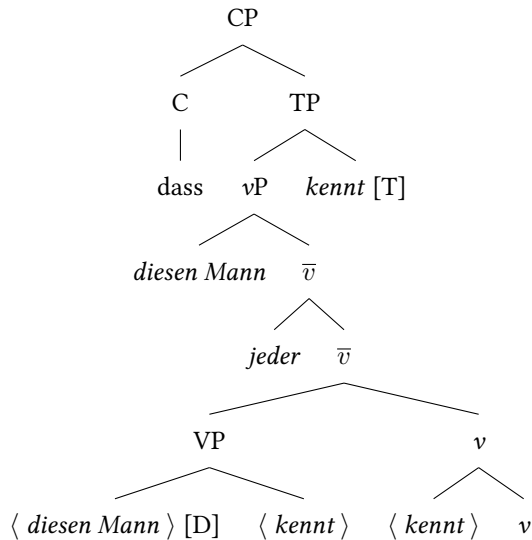 CP
C TP
dass vP kennt [T]
diesen Mann v̅
jeder v̅
VP v
⟨ diesen Mann ⟩ [D] ⟨ kennt ⟩ ⟨ kennt ⟩ v